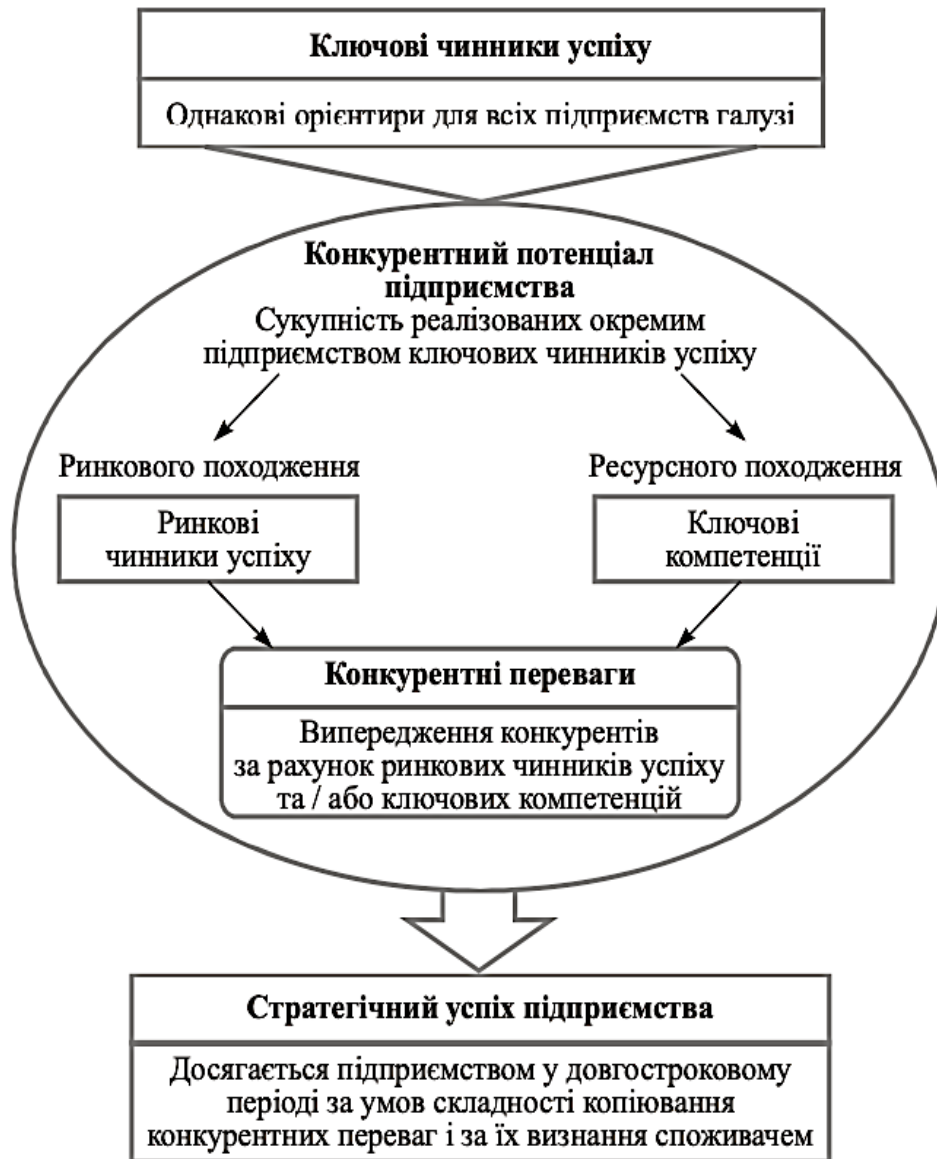 Ключові чинники успіху
Однакові орієнтири для всіх підприємств галузі
Конкурентний потенціал
підприємства
Сукупність реалізованих окремим
підприємством ключових чинників успіху
Ринкового походження
Ресурсного походження
Ринкові
чинники успіху
Ключові
компетенції
Конкурентні переваги
Випередження конкурентів
за рахунок ринкових чинників успіху
та / або ключових компетенцій
Стратегічний успіх підприємства
Досягається підприємством у довгостроковому
періоді за умов складності копіювання
конкурентних переваг і за їх визнання споживачем